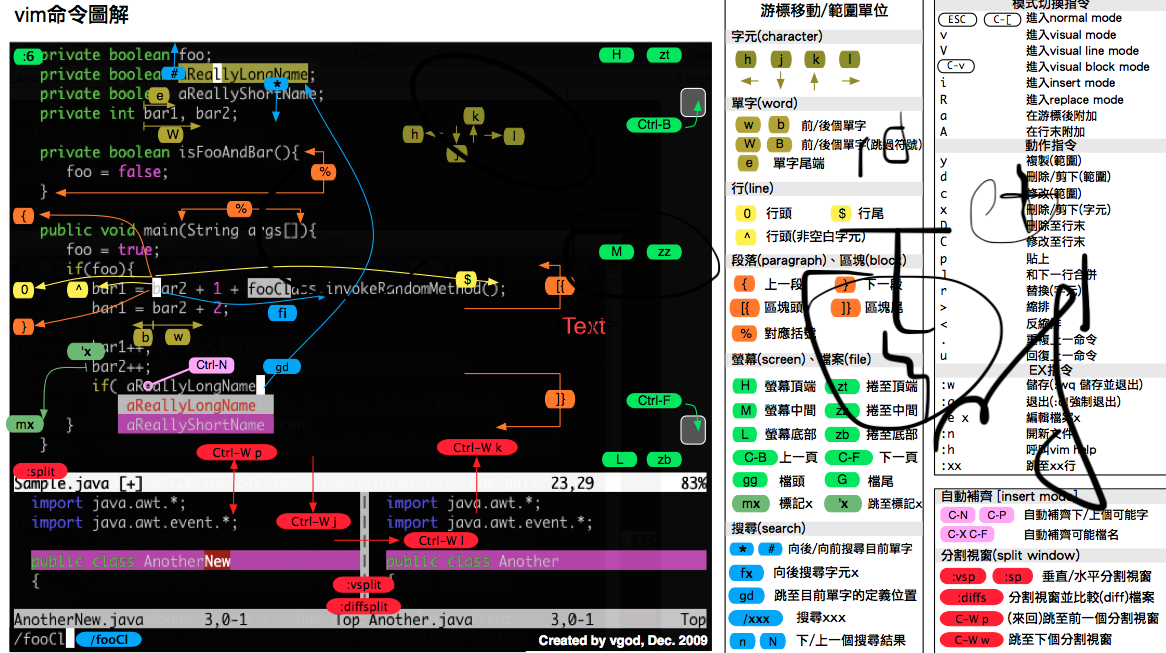 vim命令圖解
:6 private boolean foo;
H zt
private boolea # aReallyLongName;
*
private boole e aReallyShortName;
private int bar1, bar2;
W
k
h l
j
Ctrl-B
private boolean isFooAndBar(){
foo = false;
%
}
{
%
public void main(String args[]){
foo = true;
M zz
if(foo){
0 ^ bar1 = bar2 + 1 + fooClass.invokeRandomMethod();
$
[{
bar1 = bar2 + 2;
fi
}
Text
b w
'x bar1++;
bar2++;
Ctrl-N gd
if( aReallyLongName
aReallyLongName
]}
Ctrl-F
mx }
aReallyShortName
}
Ctrl-W p Ctrl-W k
L zb
:split
Sample.java [+] 23,29 83%
import java.awt.*; import java.awt.*;
import java.awt.event.*; import java.awt.event.*;
Ctrl-W j
Ctrl-W l
public class AnotherNew public class Another
{ {
:vsplit
:diffsplit
AnotherNew.java 3,0-1 Top Another.java 3,0-1 Top
/fooCl /fooCl
Created by vgod, Dec. 2009
游標移動/範圍單位
字元(character)
h j k l
單字(word)
w b 前/後個單字
W B 前/後個單字(跳過符號)
e 單字尾端
行(line)
0 行頭 $ 行尾
^ 行頭(非空白字元)
段落(paragraph)、區塊(block)
{ 上一段 } 下一段
[{ 區塊頭 ]} 區塊尾
% 對應括號
螢幕(screen)、檔案(file)
H 螢幕頂端 zt 捲至頂端
M 螢幕中間 zz 捲至中間
L 螢幕底部 zb 捲至底部
C-B 上一頁 C-F 下一頁
gg 檔頭 G 檔尾
mx 標記x 'x 跳至標記x
搜尋(search)
* # 向後/向前搜尋目前單字
fx 向後搜尋字元x
gd 跳至目前單字的定義位置
/xxx 搜尋xxx
n N 下/上一個搜尋結果
模式切換指令
ESC C-[ 進入normal mode
v 進入visual mode
V 進入visual line mode
C-v 進入visual block mode
i 進入insert mode
R 進入replace mode
a 在游標後附加
A 在行末附加
動作指令
y 複製(範圍)
d 刪除/剪下(範圍)
c 修改(範圍)
x 刪除/剪下(字元)
D 刪除至行末
C 修改至行末
p 貼上
J 和下一行合併
r 替換(字元)
> 縮排
< 反縮排
. 重複上一命令
u 回復上一命令
EX指令
:w 儲存(:wq 儲存並退出)
:q 退出(:q!強制退出)
:e x 編輯檔案x
:n 開新文件
:h 呼叫vim help
:xx 跳至xx行
自動補齊 [insert mode]
C-N C-P 自動補齊下/上個可能字
C-X C-F 自動補齊可能檔名
分割視窗(split window)
:vsp :sp 垂直/水平分割視窗
:diffs 分割視窗並比較(diff)檔案
C-W p (來回)跳至前一個分割視窗
C-W w 跳至下個分割視窗